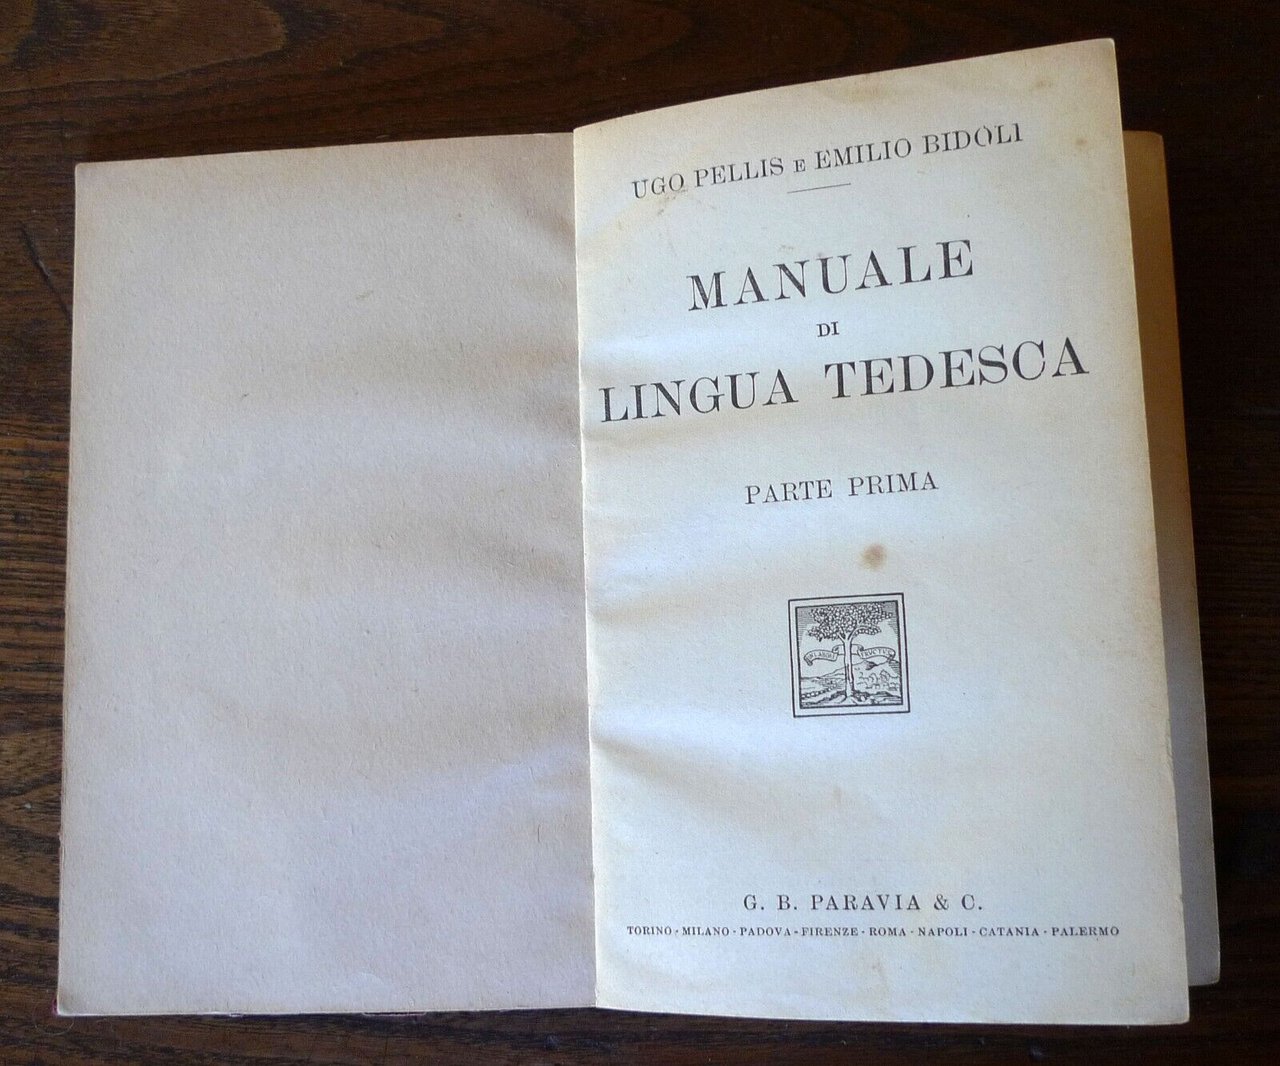 UGO PELLIS E EMILIO BIDOLI
MANUALE
DI
LINGUA TEDESCA
PARTE PRIMA
FRUCTUS
G. B. PARAVIA & C.
TORINO - MILANO - PADOVA - FIRENZE - ROMA - NAPOLI - CATANIA - PALERMO